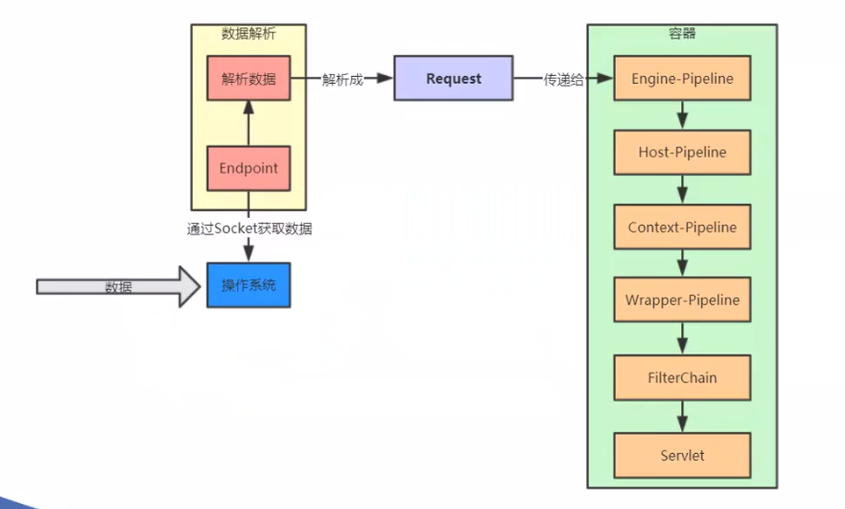 数据解析
解析数据
Endpoint
通过Socket获取数据
数据
操作系统
解析成
Request
传递给
容器
Engine-Pipeline
Host-Pipeline
Context-Pipeline
Wrapper-Pipeline
FilterChain
Servlet